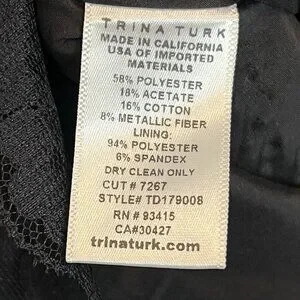 TRINA TURK
MADE IN CALIFORNIA
USA OF IMPORTED
MATERIALS
58% POLYESTER
18% ACETATE
16% COTTON
8% METALLIC FIBER
LINING:
94% POLYESTER
6% SPANDEX
DRY CLEAN ONLY
CUT # 7267
STYLE# TD179008
RN # 93415
CA#30427
trinaturk.com